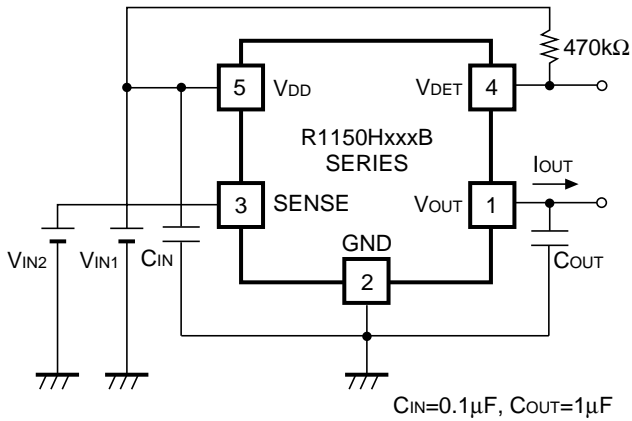 470kΩ
5
VDD
VDET
4
R1150HxxxB
SERIES
IOUT
3
SENSE
VOUT
1
GND
VIN2
VIN1
CIN
2
COUT
CIN=0.1μF, COUT=1μF